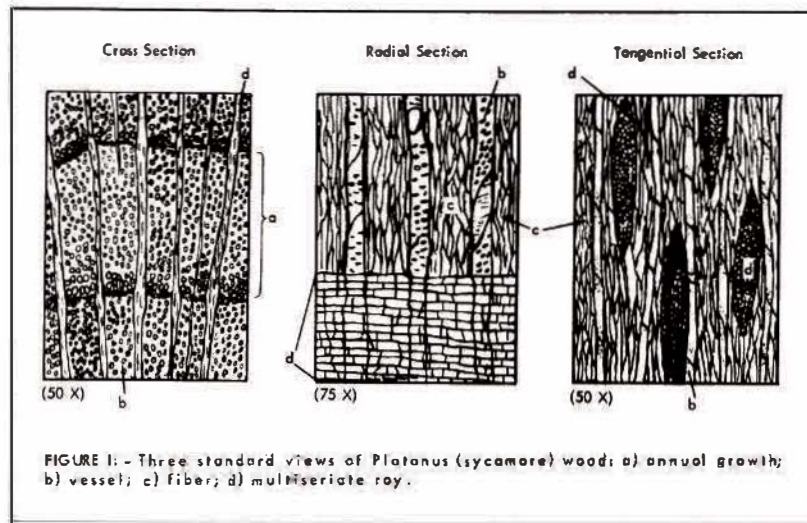 Cross Section
Radial Section
Tangential Section
d
b
d
a
c
c
d
d
(50 X)
b
(75 X)
(50 X)
b
FIGURE I: - Three standard views of Platanus (sycamore) wood: a) annual growth;
b) vessel; c) fiber; d) multiseriate ray.